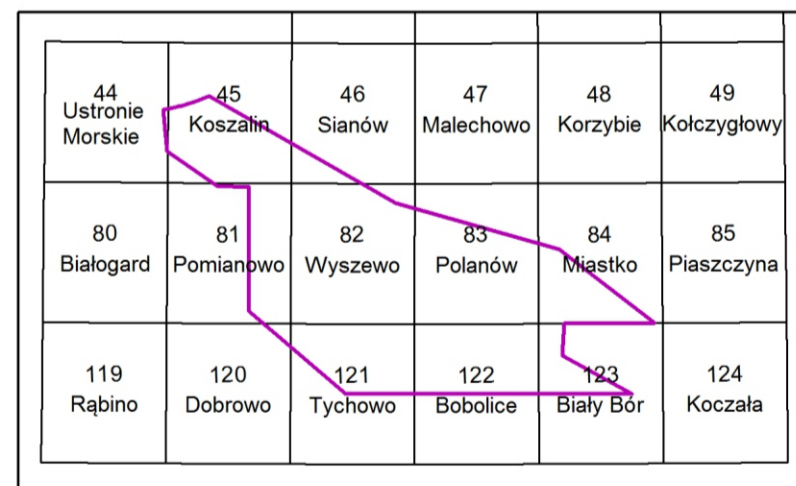 44
Ustronie
Morskie
45
Koszalin
46
Sianów
47
Malechowo
48
Korzybie
49
Kołczygłowy
80
Białogard
81
Pomianowo
82
Wyszewo
83
Polanów
84
Miastko
85
Piaszczyna
119
Rąbino
120
Dobrowo
121
Tychowo
122
Bobolice
123
Biały Bór
124
Koczała